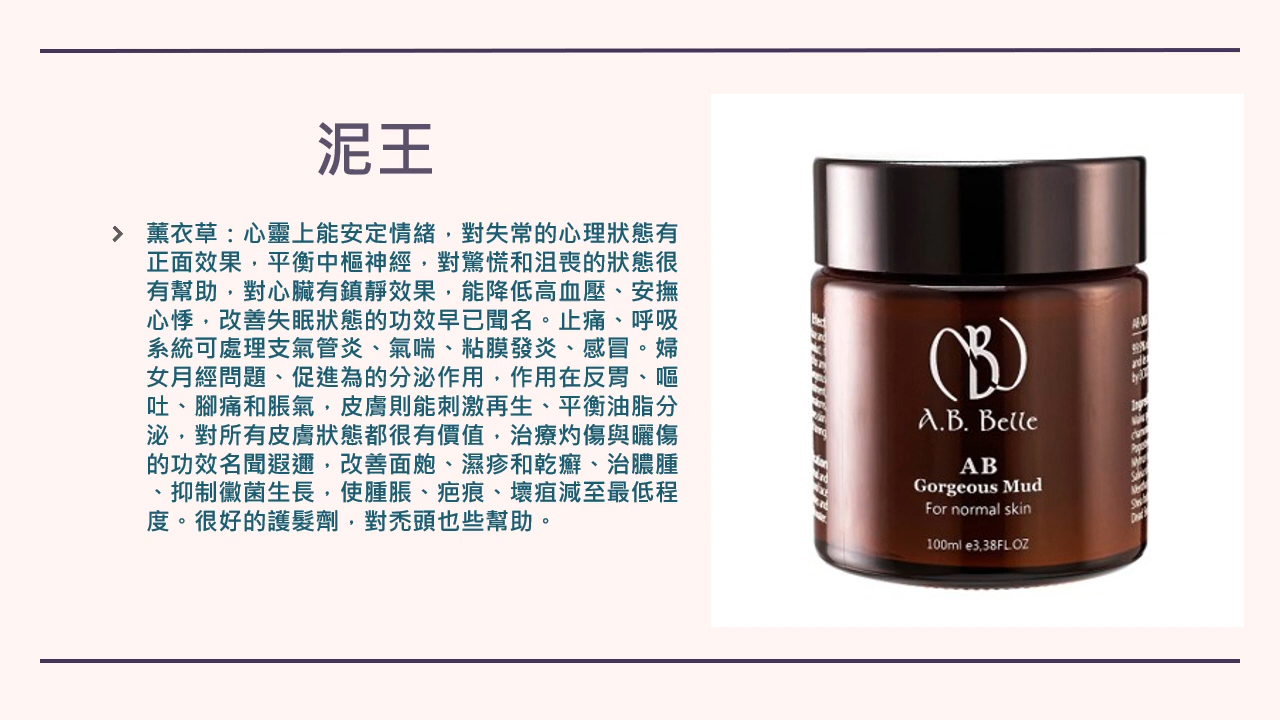 泥王
薰衣草：心靈上能安定情緒，對失常的心理狀態有
正面效果，平衡中樞神經，對驚慌和沮喪的狀態很
有幫助，對心臟有鎮靜效果，能降低高血壓、安撫
心悸，改善失眠狀態的功效早已聞名。止痛、呼吸
系統可處理支氣管炎、氣喘、粘膜發炎、感冒。婦
女月經問題、促進為的分泌作用，作用在反胃、嘔
吐、腳痛和脹氣，皮膚則能刺激再生、平衡油脂分
泌，對所有皮膚狀態都很有價值，治療灼傷與曬傷
的功效名聞遐邇，改善面皰、濕疹和乾癬、治膿腫
、抑制黴菌生長，使腫脹、疤痕、壞疽減至最低程
度。很好的護髮劑，對禿頭也些幫助。
A.B. Belle
AB
Gorgeous Mud
For normal skin
100ml e3,38FL.OZ